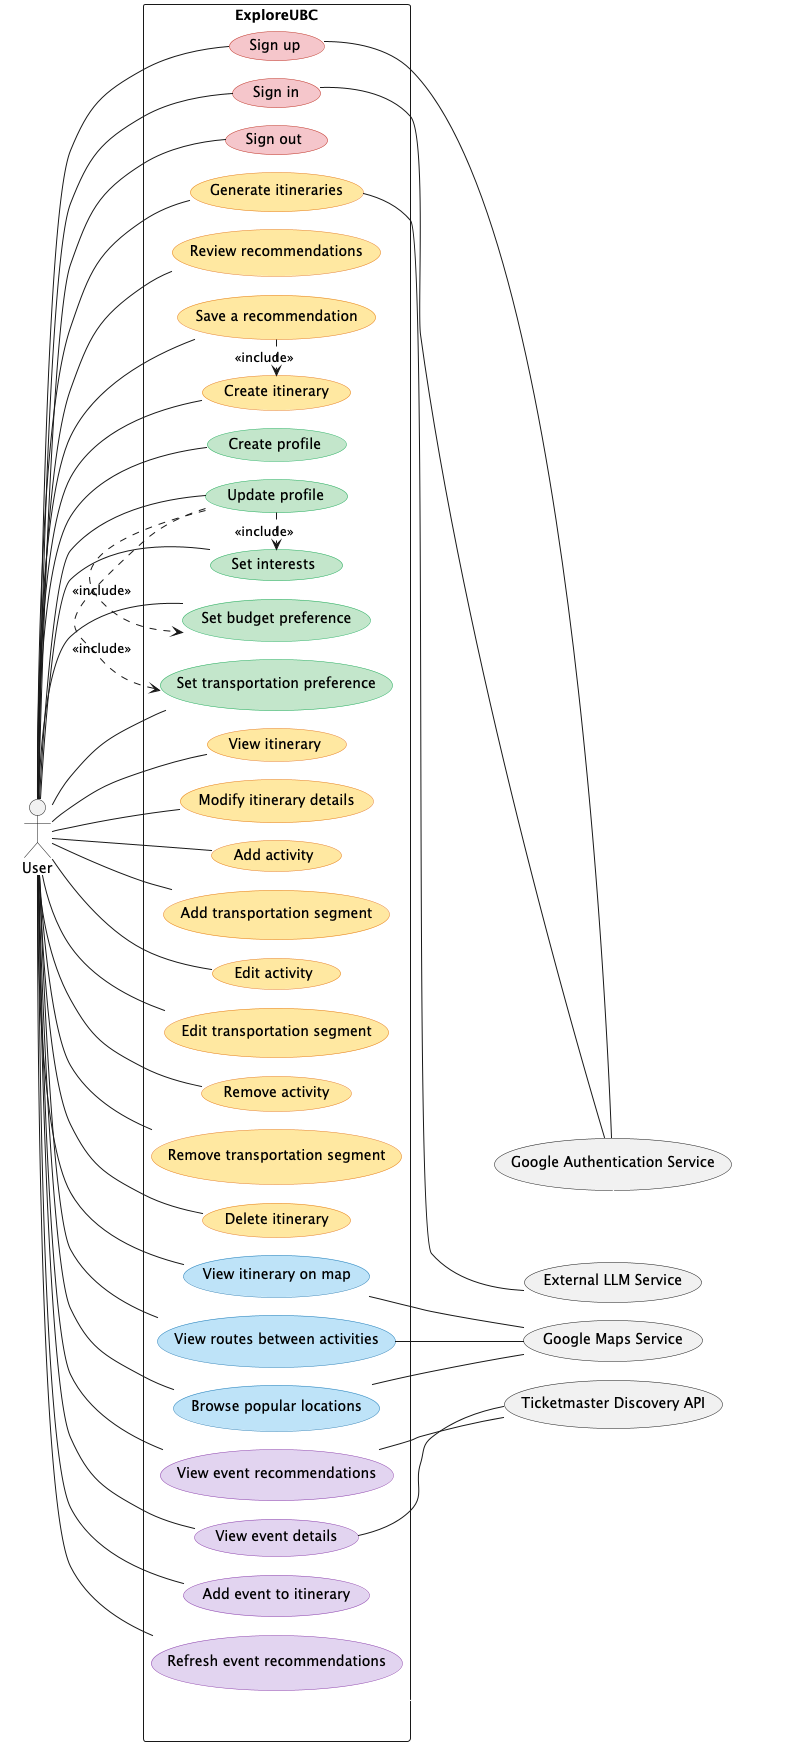 ExploreUBC
Sign up
Sign in
Sign out
Generate itineraries
Review recommendations
Save a recommendation
«include»
Create itinerary
Create profile
Update profile
«include»
Set interests
«include»
Set budget preference
«include»
Set transportation preference
View itinerary
Modify itinerary details
Add activity
User
Add transportation segment
Edit activity
Edit transportation segment
Remove activity
Remove transportation segment
Google Authentication Service
Delete itinerary
View itinerary on map
External LLM Service
View routes between activities
Google Maps Service
Browse popular locations
Ticketmaster Discovery API
View event recommendations
View event details
Add event to itinerary
Refresh event recommendations